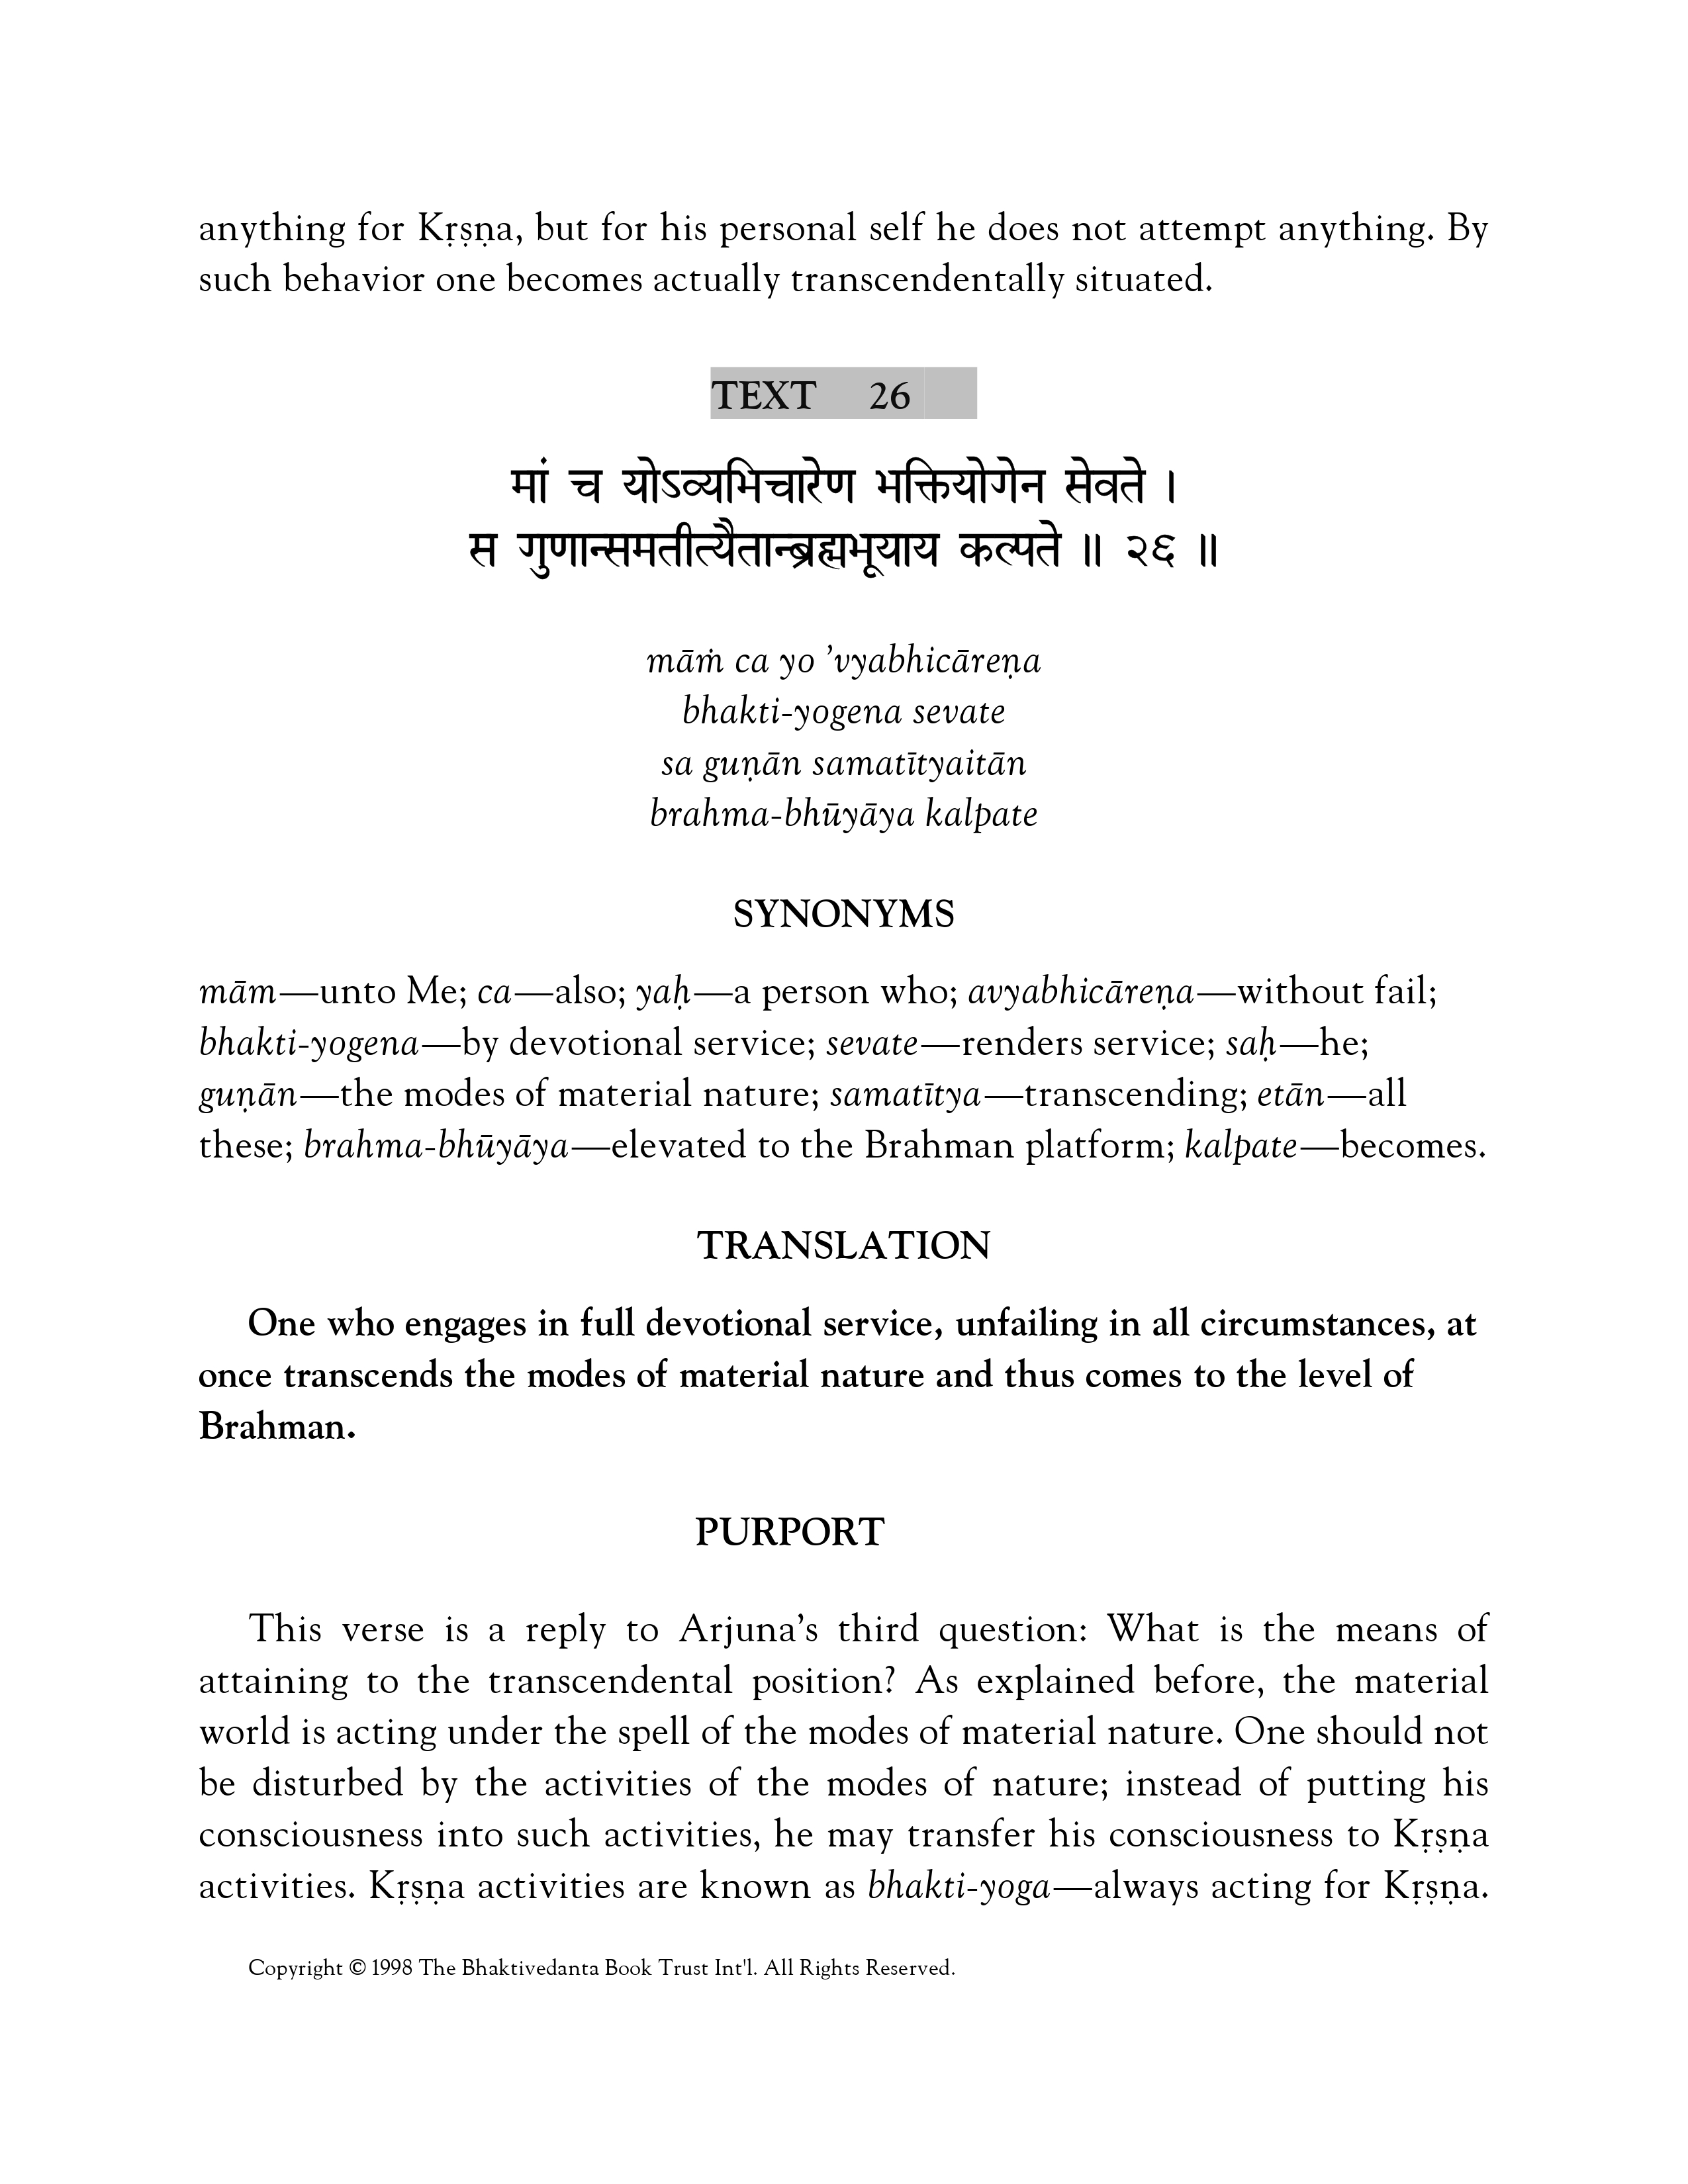 anything for Kṛṣṇa, but for his personal self he does not attempt anything. By
such behavior one becomes actually transcendentally situated.
TEXT 26
मां च योऽव्यभिचारेण भक्तियोगेन सेवते ।
स गुणान्समतीत्यैतान्ब्रह्मभूयाय कल्पते ॥ २६ ॥
māṁ ca yo ’vyabhicāreṇa
bhakti-yogena sevate
sa guṇān samatītyaitān
brahma-bhūyāya kalpate
SYNONYMS
mām—unto Me; ca—also; yaḥ—a person who; avyabhicāreṇa—without fail;
bhakti-yogena—by devotional service; sevate—renders service; saḥ—he;
guṇān—the modes of material nature; samatītya—transcending; etān—all
these; brahma-bhūyāya—elevated to the Brahman platform; kalpate—becomes.
TRANSLATION
One who engages in full devotional service, unfailing in all circumstances, at
once transcends the modes of material nature and thus comes to the level of
Brahman.
PURPORT
This verse is a reply to Arjuna’s third question: What is the means of
attaining to the transcendental position? As explained before, the material
world is acting under the spell of the modes of material nature. One should not
be disturbed by the activities of the modes of nature; instead of putting his
consciousness into such activities, he may transfer his consciousness to Kṛṣṇa
activities. Kṛṣṇa activities are known as bhakti-yoga—always acting for Kṛṣṇa.
Copyright © 1998 The Bhaktivedanta Book Trust Int'l. All Rights Reserved.